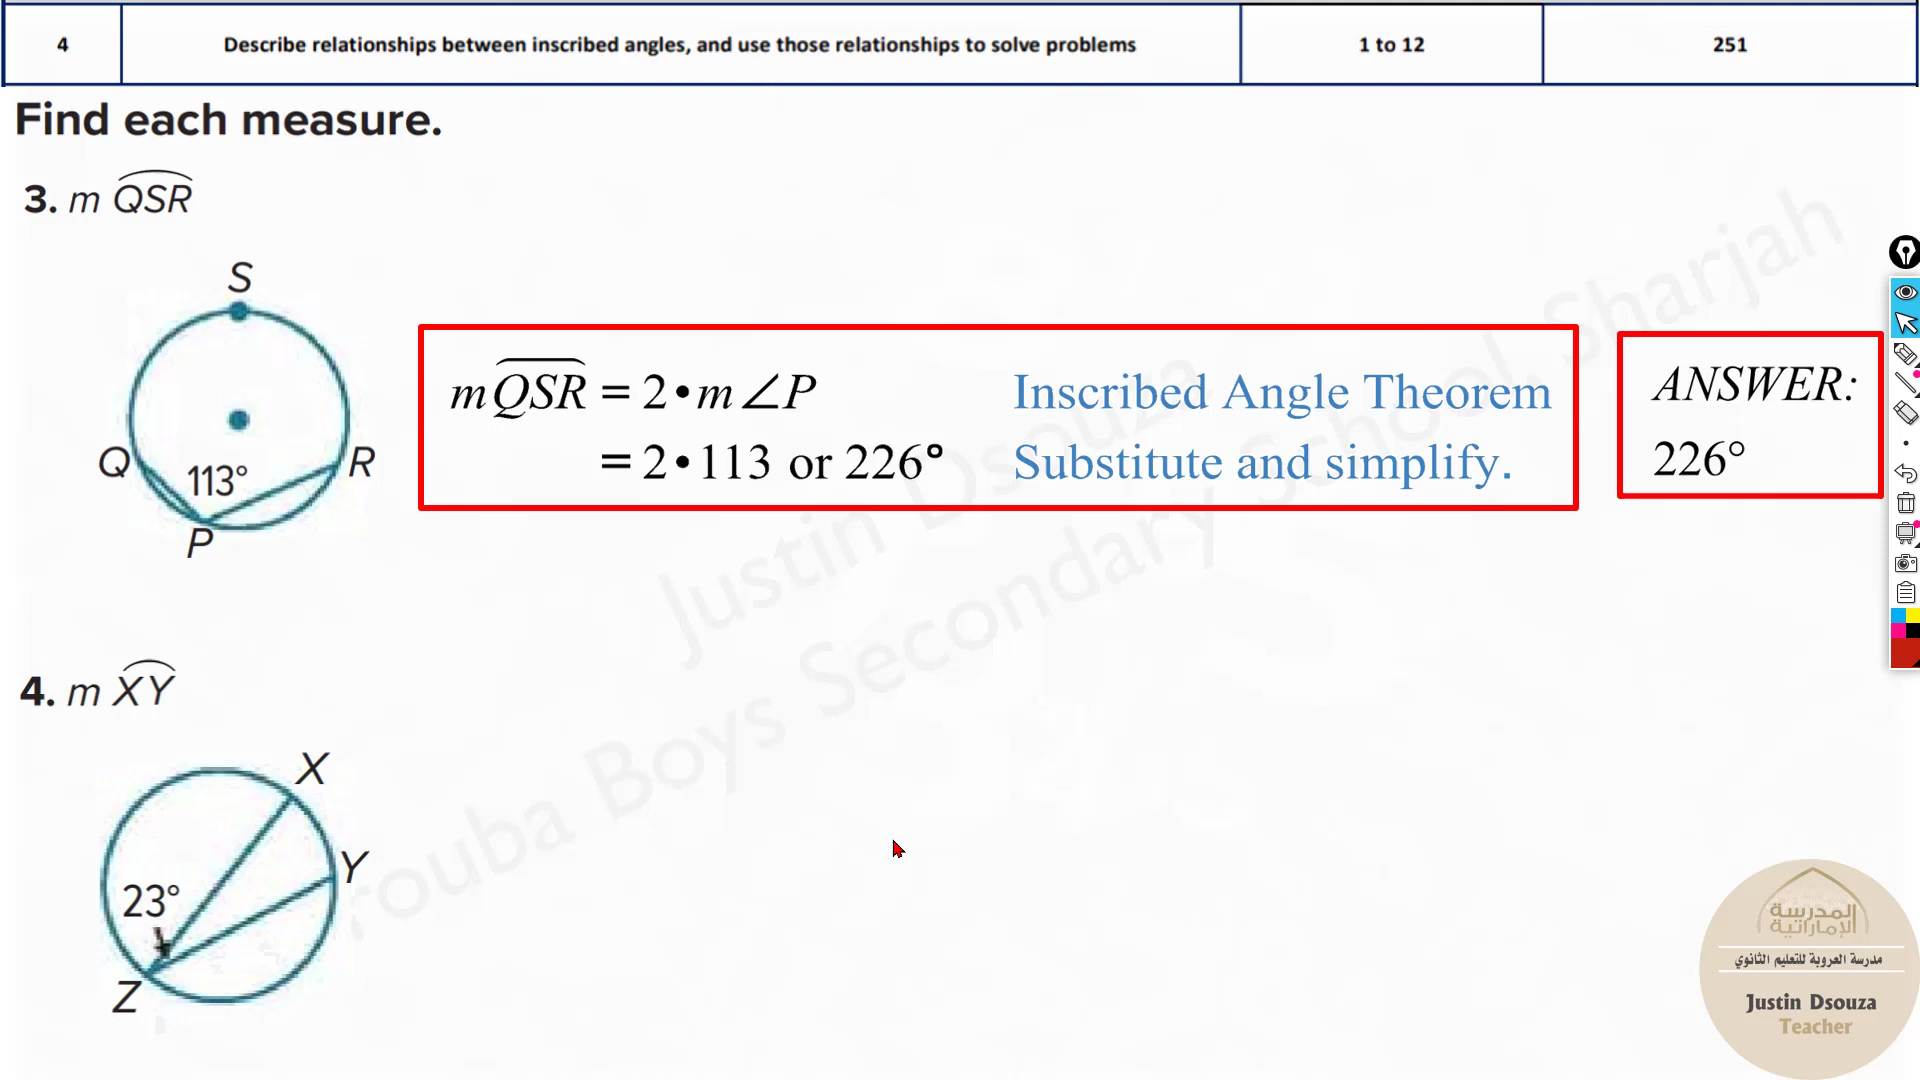 4 Describe relationships between inscribed angles, and use those relationships to solve problems 1 to 12 251
Find each measure.
3. m QSR
S
Q
R
113°
P
mQSR = 2•m∠P Inscribed Angle Theorem
= 2•113 or 226° Substitute and simplify.
ANSWER:
226°
4. m XY
X
Y
23°
Z
Justin Dsouza
rouba Boys Secondary School, Sharjah
المدرسة
الإماراتية
مدرسة العروبة للتعليم الثانوي
Justin Dsouza
Teacher